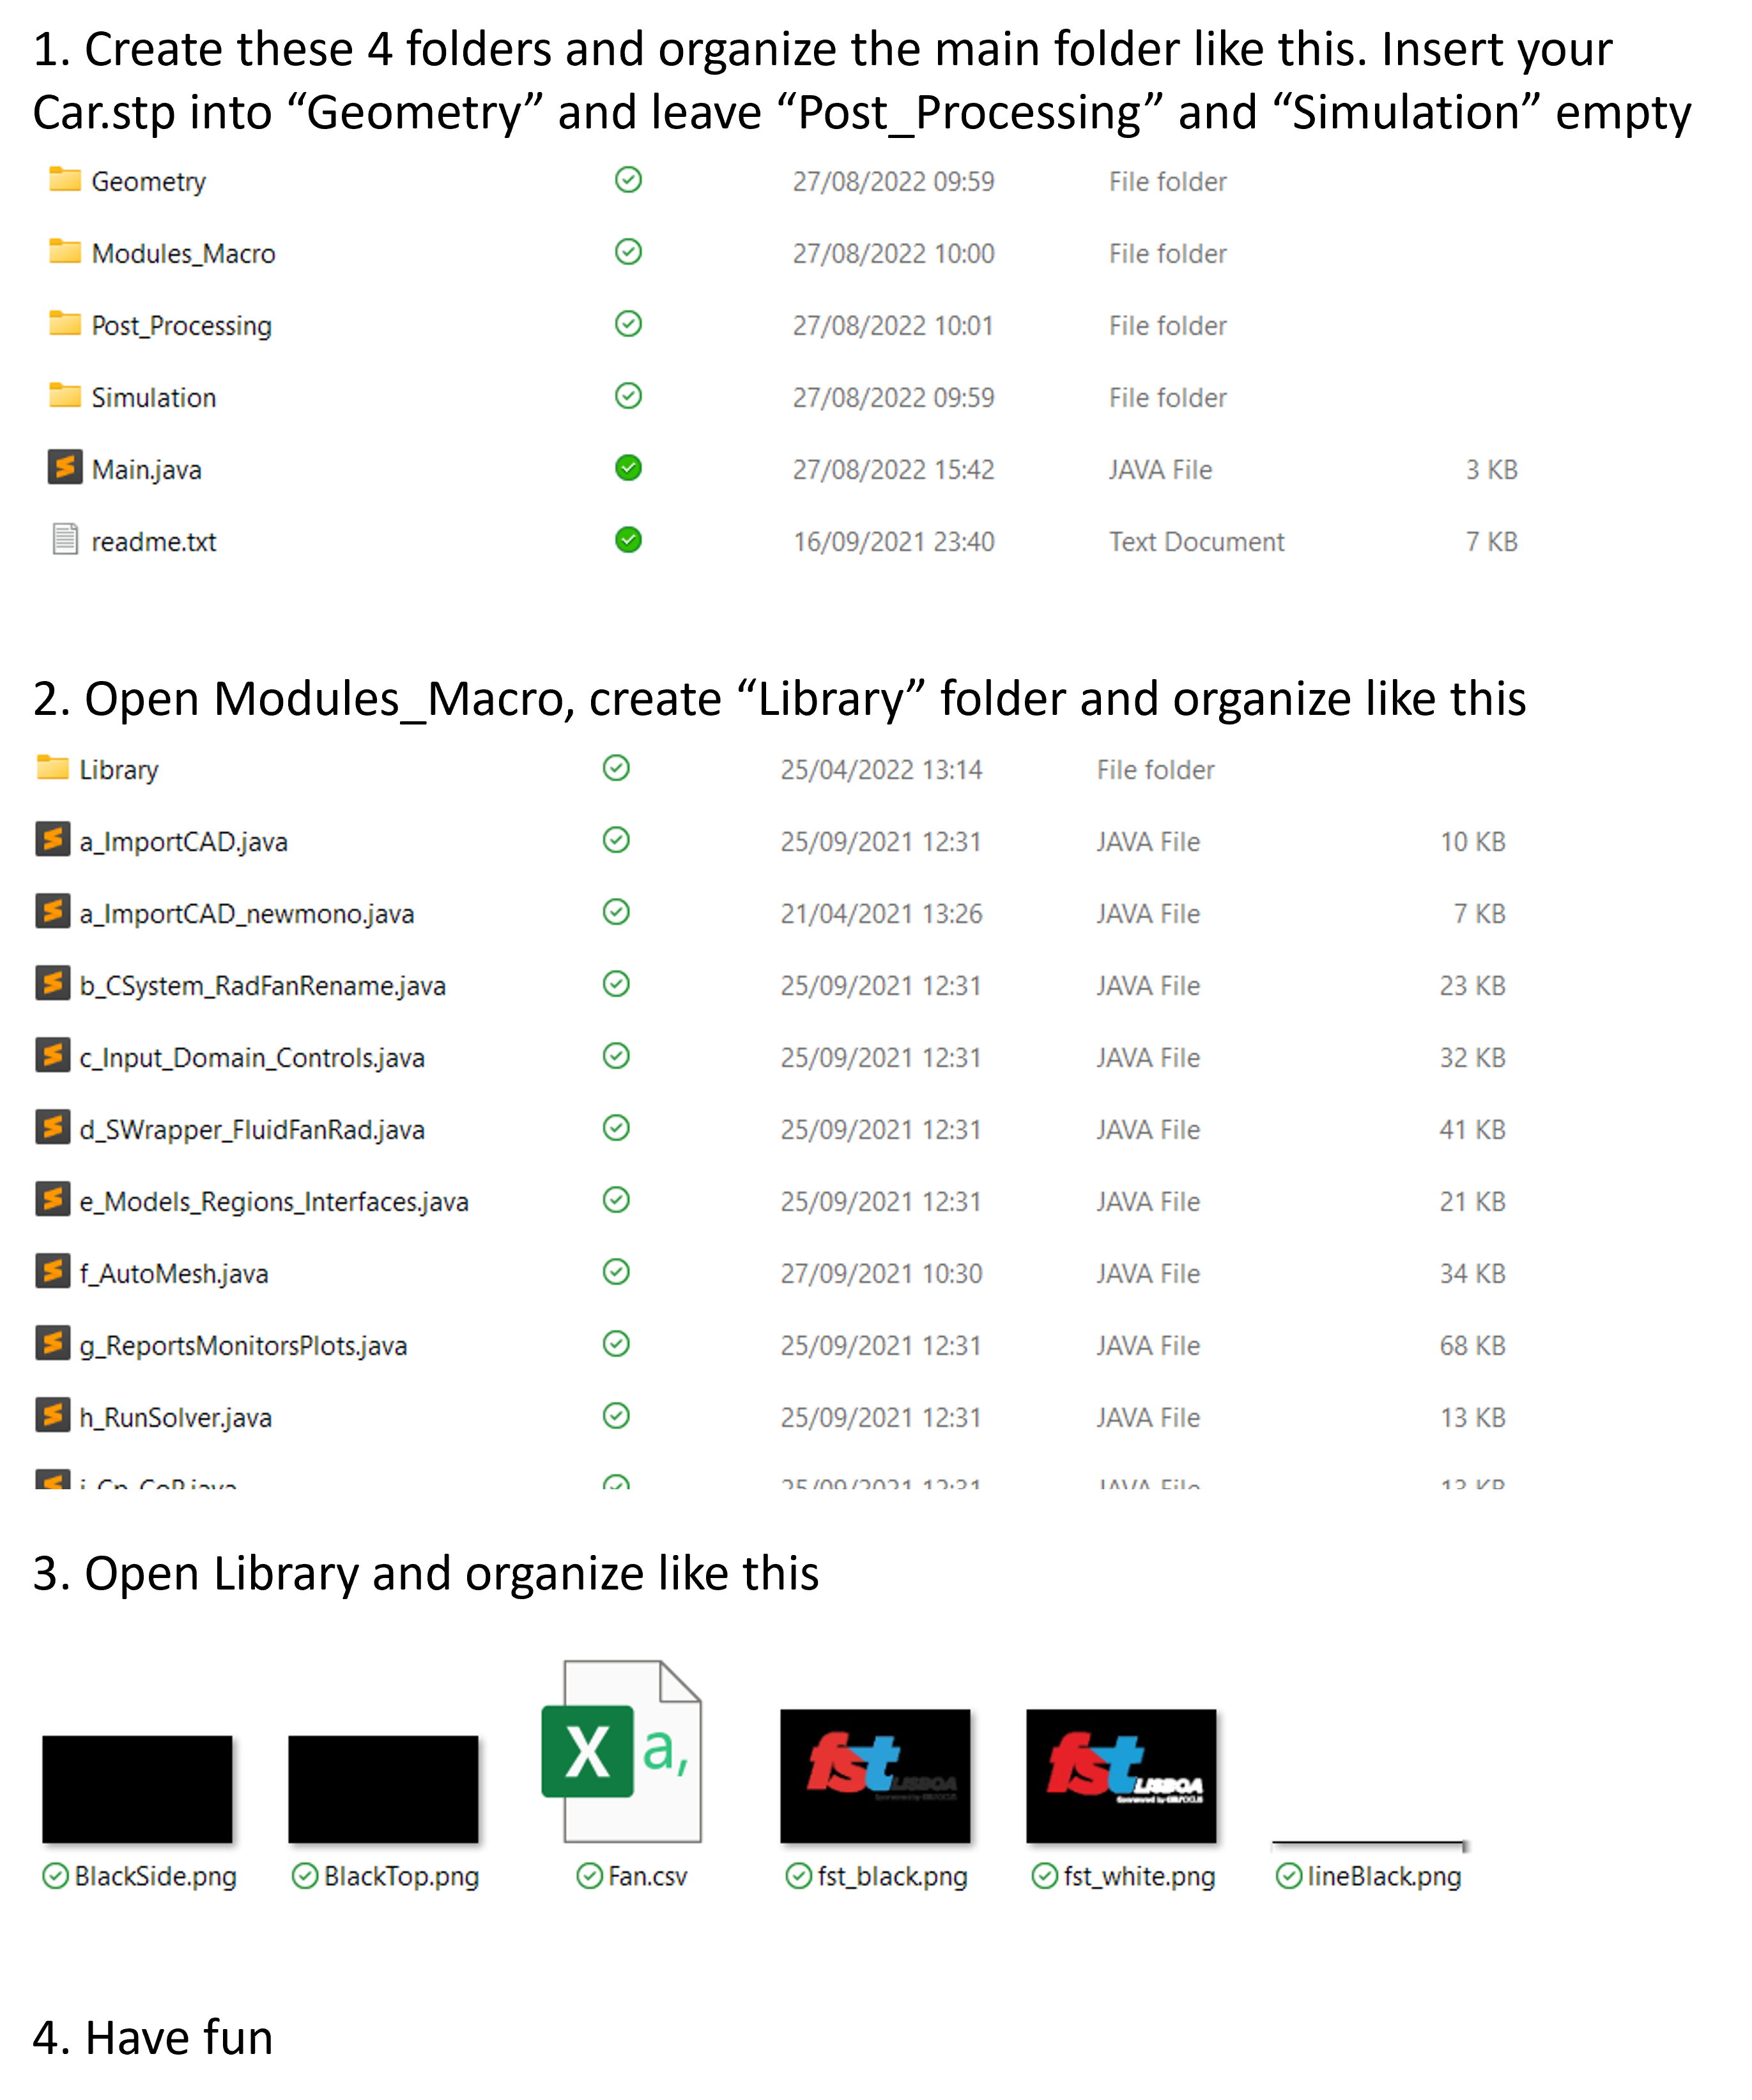 1. Create these 4 folders and organize the main folder like this. Insert your
Car.stp into “Geometry” and leave “Post_Processing” and “Simulation” empty
Geometry 27/08/2022 09:59 File folder
Modules_Macro 27/08/2022 10:00 File folder
Post_Processing 27/08/2022 10:01 File folder
Simulation 27/08/2022 09:59 File folder
Main.java 27/08/2022 15:42 JAVA File 3 KB
readme.txt 16/09/2021 23:40 Text Document 7 KB
2. Open Modules_Macro, create “Library” folder and organize like this
Library 25/04/2022 13:14 File folder
a_ImportCAD.java 25/09/2021 12:31 JAVA File 10 KB
a_ImportCAD_newmono.java 21/04/2021 13:26 JAVA File 7 KB
b_CSystem_RadFanRename.java 25/09/2021 12:31 JAVA File 23 KB
c_Input_Domain_Controls.java 25/09/2021 12:31 JAVA File 32 KB
d_SWrapper_FluidFanRad.java 25/09/2021 12:31 JAVA File 41 KB
e_Models_Regions_Interfaces.java 25/09/2021 12:31 JAVA File 21 KB
f_AutoMesh.java 27/09/2021 10:30 JAVA File 34 KB
g_ReportsMonitorsPlots.java 25/09/2021 12:31 JAVA File 68 KB
h_RunSolver.java 25/09/2021 12:31 JAVA File 13 KB
25/09/2021 12:31 JAVA File
3. Open Library and organize like this
X a,
fst LISBOA
fst LISBOA
Sponsored by
BlackSide.png BlackTop.png Fan.csv fst_black.png fst_white.png lineBlack.png
4. Have fun